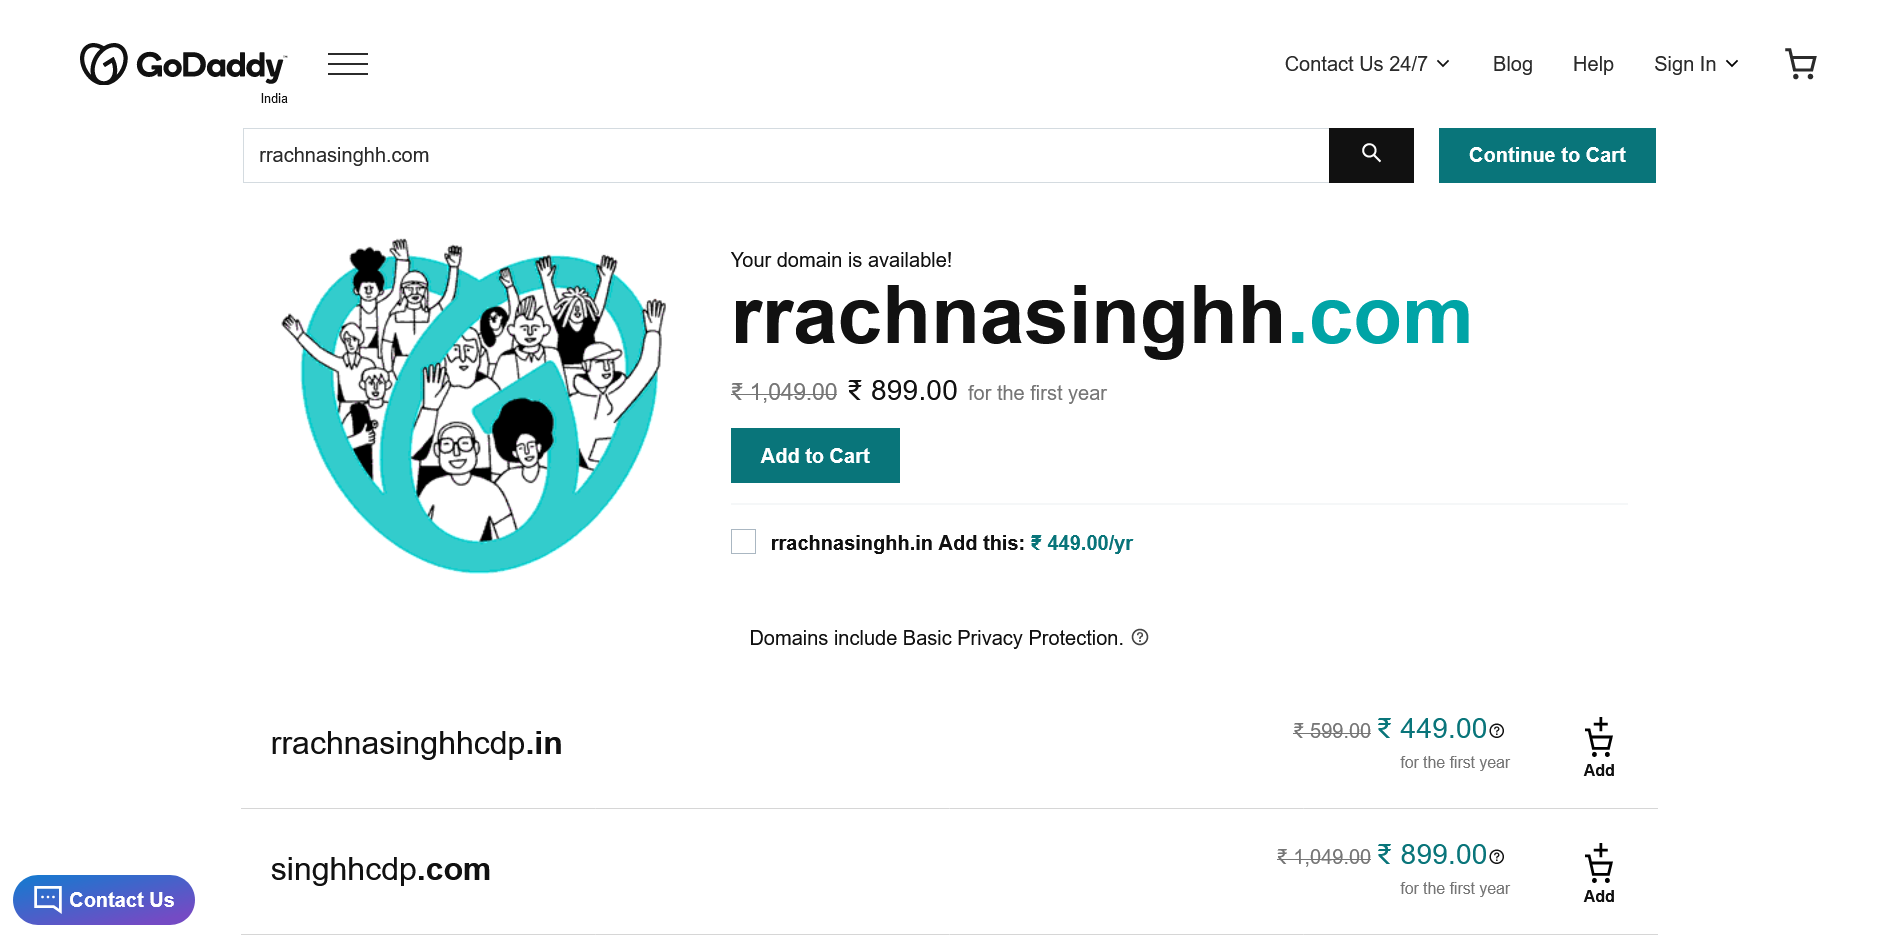 GoDaddy
India
Contact Us 24/7
Blog
Help
Sign In
rrachnasinghh.com
Continue to Cart
Your domain is available!
rrachnasinghh.com
₹ 1,049.00 ₹ 899.00 for the first year
Add to Cart
rrachnasinghh.in Add this: ₹ 449.00/yr
Domains include Basic Privacy Protection.
rrachnasinghhcdp.in
₹ 599.00 ₹ 449.00
for the first year
Add
singhhcdp.com
₹ 1,049.00 ₹ 899.00
for the first year
Add
Contact Us